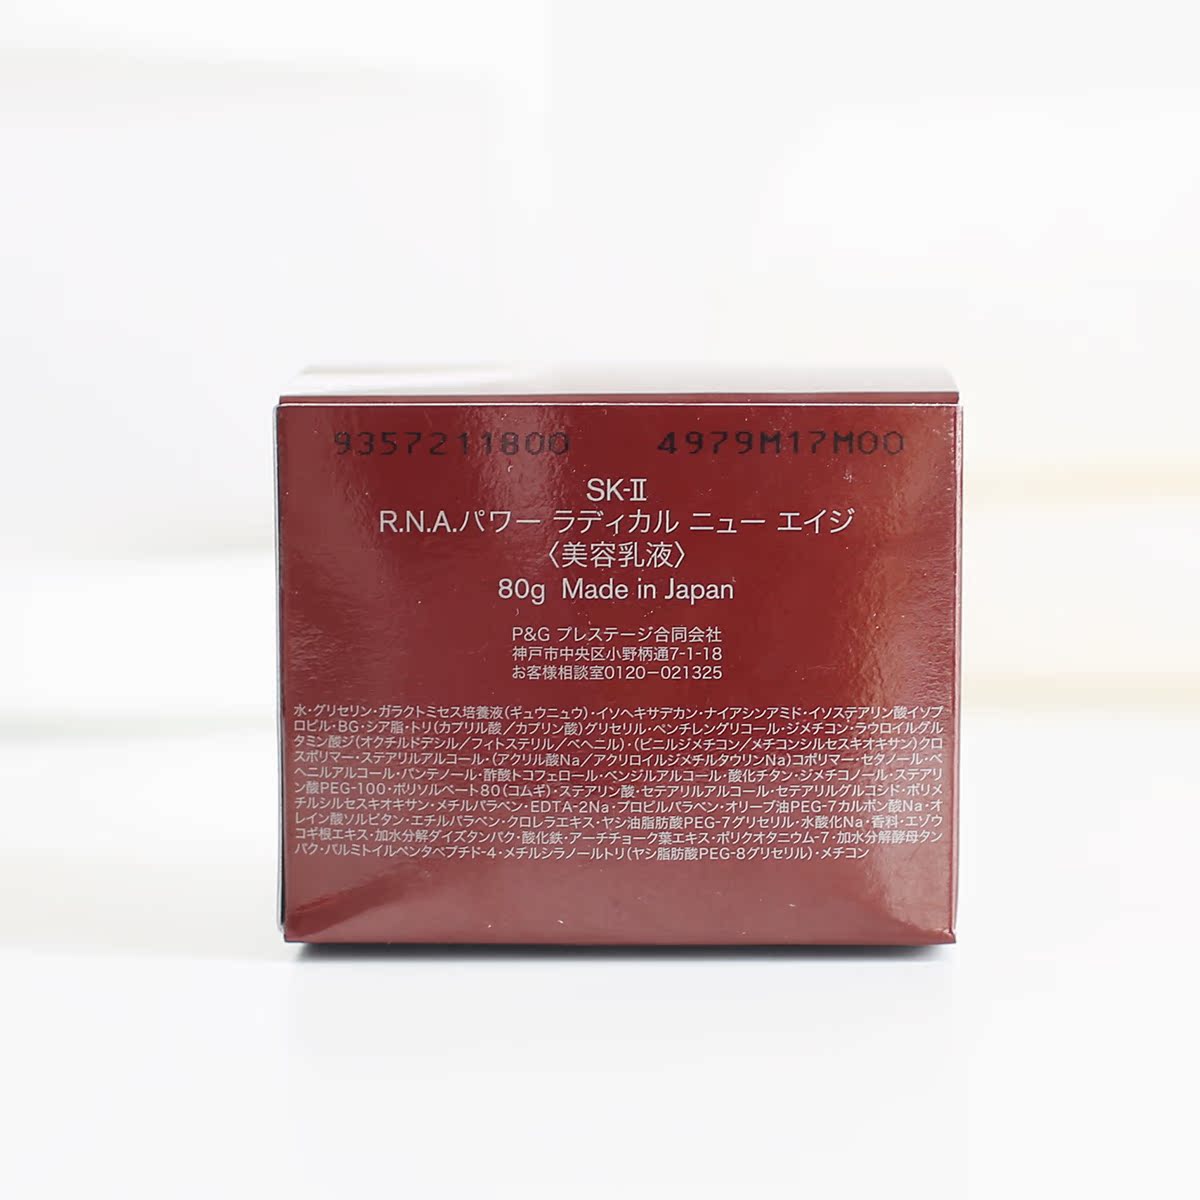 9357211800 4979M17M00
SK-II
R.N.A.パワー ラディカル ニュー エイジ
〈美容乳液〉
80g Made in Japan
P&G プレステージ合同会社
神戸市中央区小野柄通7-1-18
お客様相談室0120-021325
水・グリセリン・ガラクトミセス培養液(ギュウニュウ)・イソヘキサデカン・ナイアシンアミド・イソステアリン酸イソプ
ロピル・BG・シア脂・トリ(カプリル酸/カプリン酸)グリセリル・ペンチレングリコール・ジメチコン・ラウロイルグル
タミン酸ジ(オクチルドデシル/フィトステリル/ベヘニル)・(ビニルジメチコン/メチコンシルセスキオキサン)クロ
スポリマー・ステアリルアルコール・(アクリル酸Na/アクリロイルジメチルタウリンNa)コポリマー・セタノール・ベ
ヘニルアルコール・パンテノール・酢酸トコフェロール・ベンジルアルコール・酸化チタン・ジメチコノール・ステアリ
ン酸PEG-100・ポリソルベート80(コムギ)・ステアリン酸・セテアリルアルコール・セテアリルグルコシド・ポリメ
チルシルセスキオキサン・メチルパラベン・EDTA-2Na・プロピルパラベン・オリーブ油PEG-7カルボン酸Na・オ
レイン酸ソルビタン・エチルパラベン・クロレラエキス・ヤシ油脂肪酸PEG-7グリセリル・水酸化Na・香料・エゾウ
コギ根エキス・加水分解ダイズタンパク・酸化鉄・アーチチョーク葉エキス・ポリクオタニウム-7・加水分解酵母タン
パク・パルミトイルペンタペプチド-4・メチルシラノールトリ(ヤシ脂肪酸PEG-8グリセリル)・メチコン